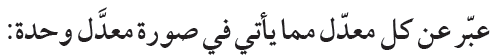 عبّر عن كل معدّل مما يأتي في صورة معدَّل وحدة: